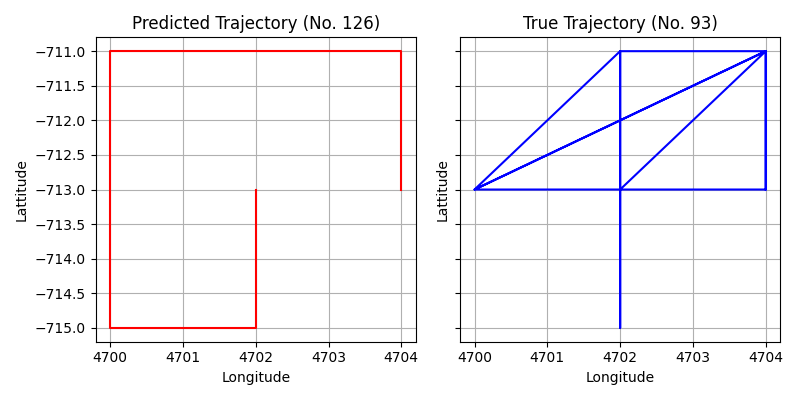 Predicted Trajectory (No. 126)
True Trajectory (No. 93)
Lattitude
−711.0
−711.5
−712.0
−712.5
−713.0
−713.5
−714.0
−714.5
−715.0
4700 4701 4702 4703 4704
Longitude
Lattitude
4700 4701 4702 4703 4704
Longitude